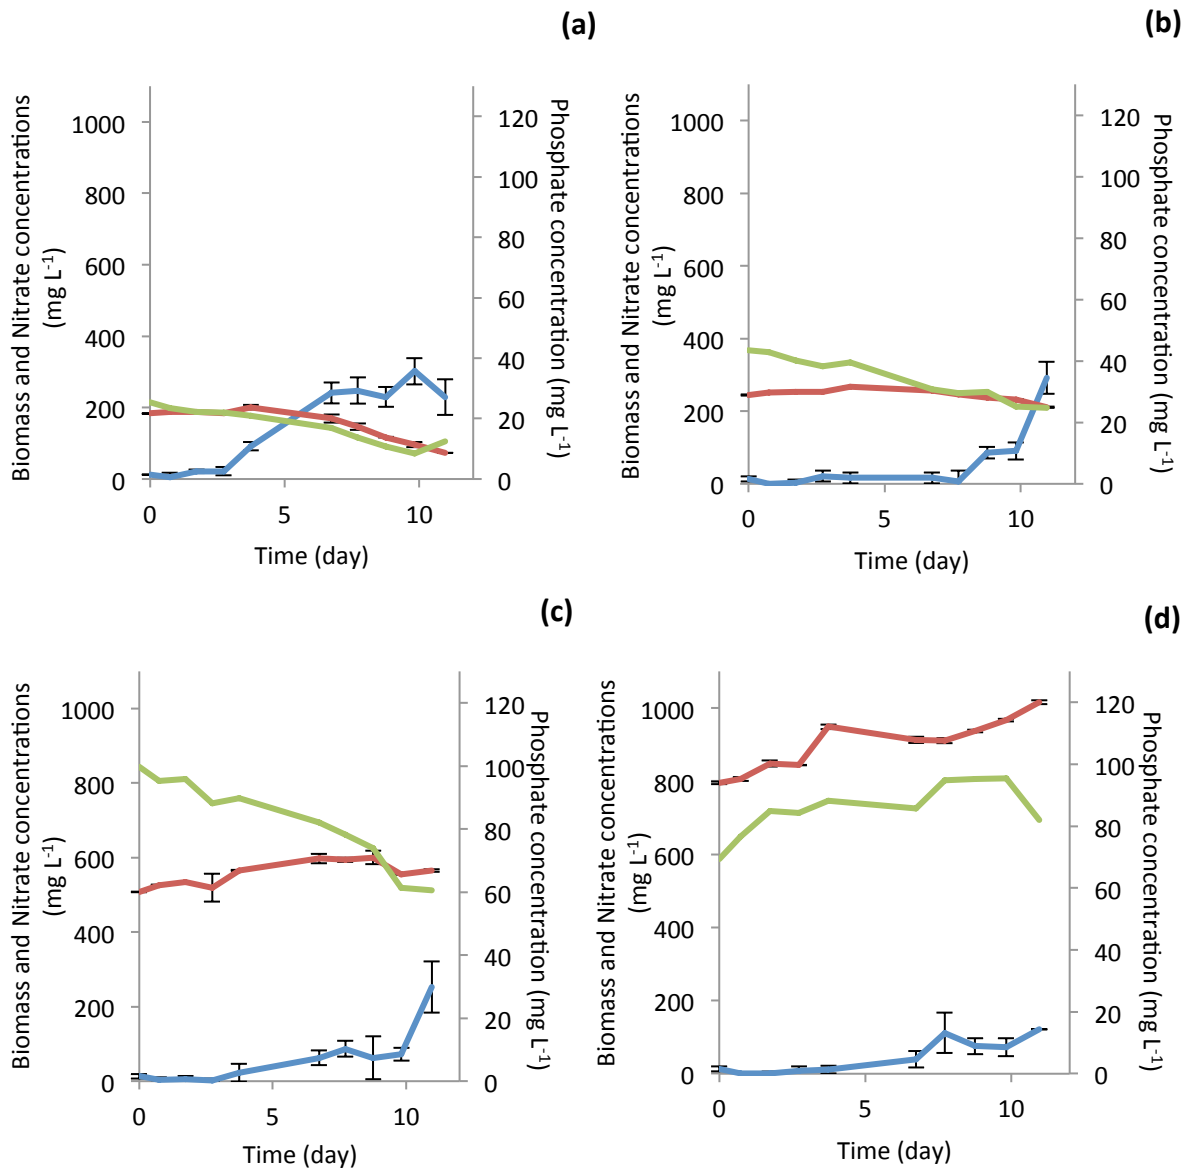 (a)
Biomass and Nitrate concentrations
(mg L-1)
1000
800
600
400
200
0
0 5 10
Time (day)
120
100
80
60
40
20
0
Phosphate concentration (mg L-1)
(b)
Biomass and Nitrate concentrations
(mg L-1)
1000
800
600
400
200
0
0 5 10
Time (day)
120
100
80
60
40
20
0
Phosphate concentration (mg L-1)
(c)
Biomass and Nitrate concentrations
(mg L-1)
1000
800
600
400
200
0
0 5 10
Time (day)
120
100
80
60
40
20
0
Phosphate concentration (mg L-1)
(d)
Biomass and Nitrate concentrations
(mg L-1)
1000
800
600
400
200
0
0 5 10
Time (day)
120
100
80
60
40
20
0
Phosphate concentration (mg L-1)